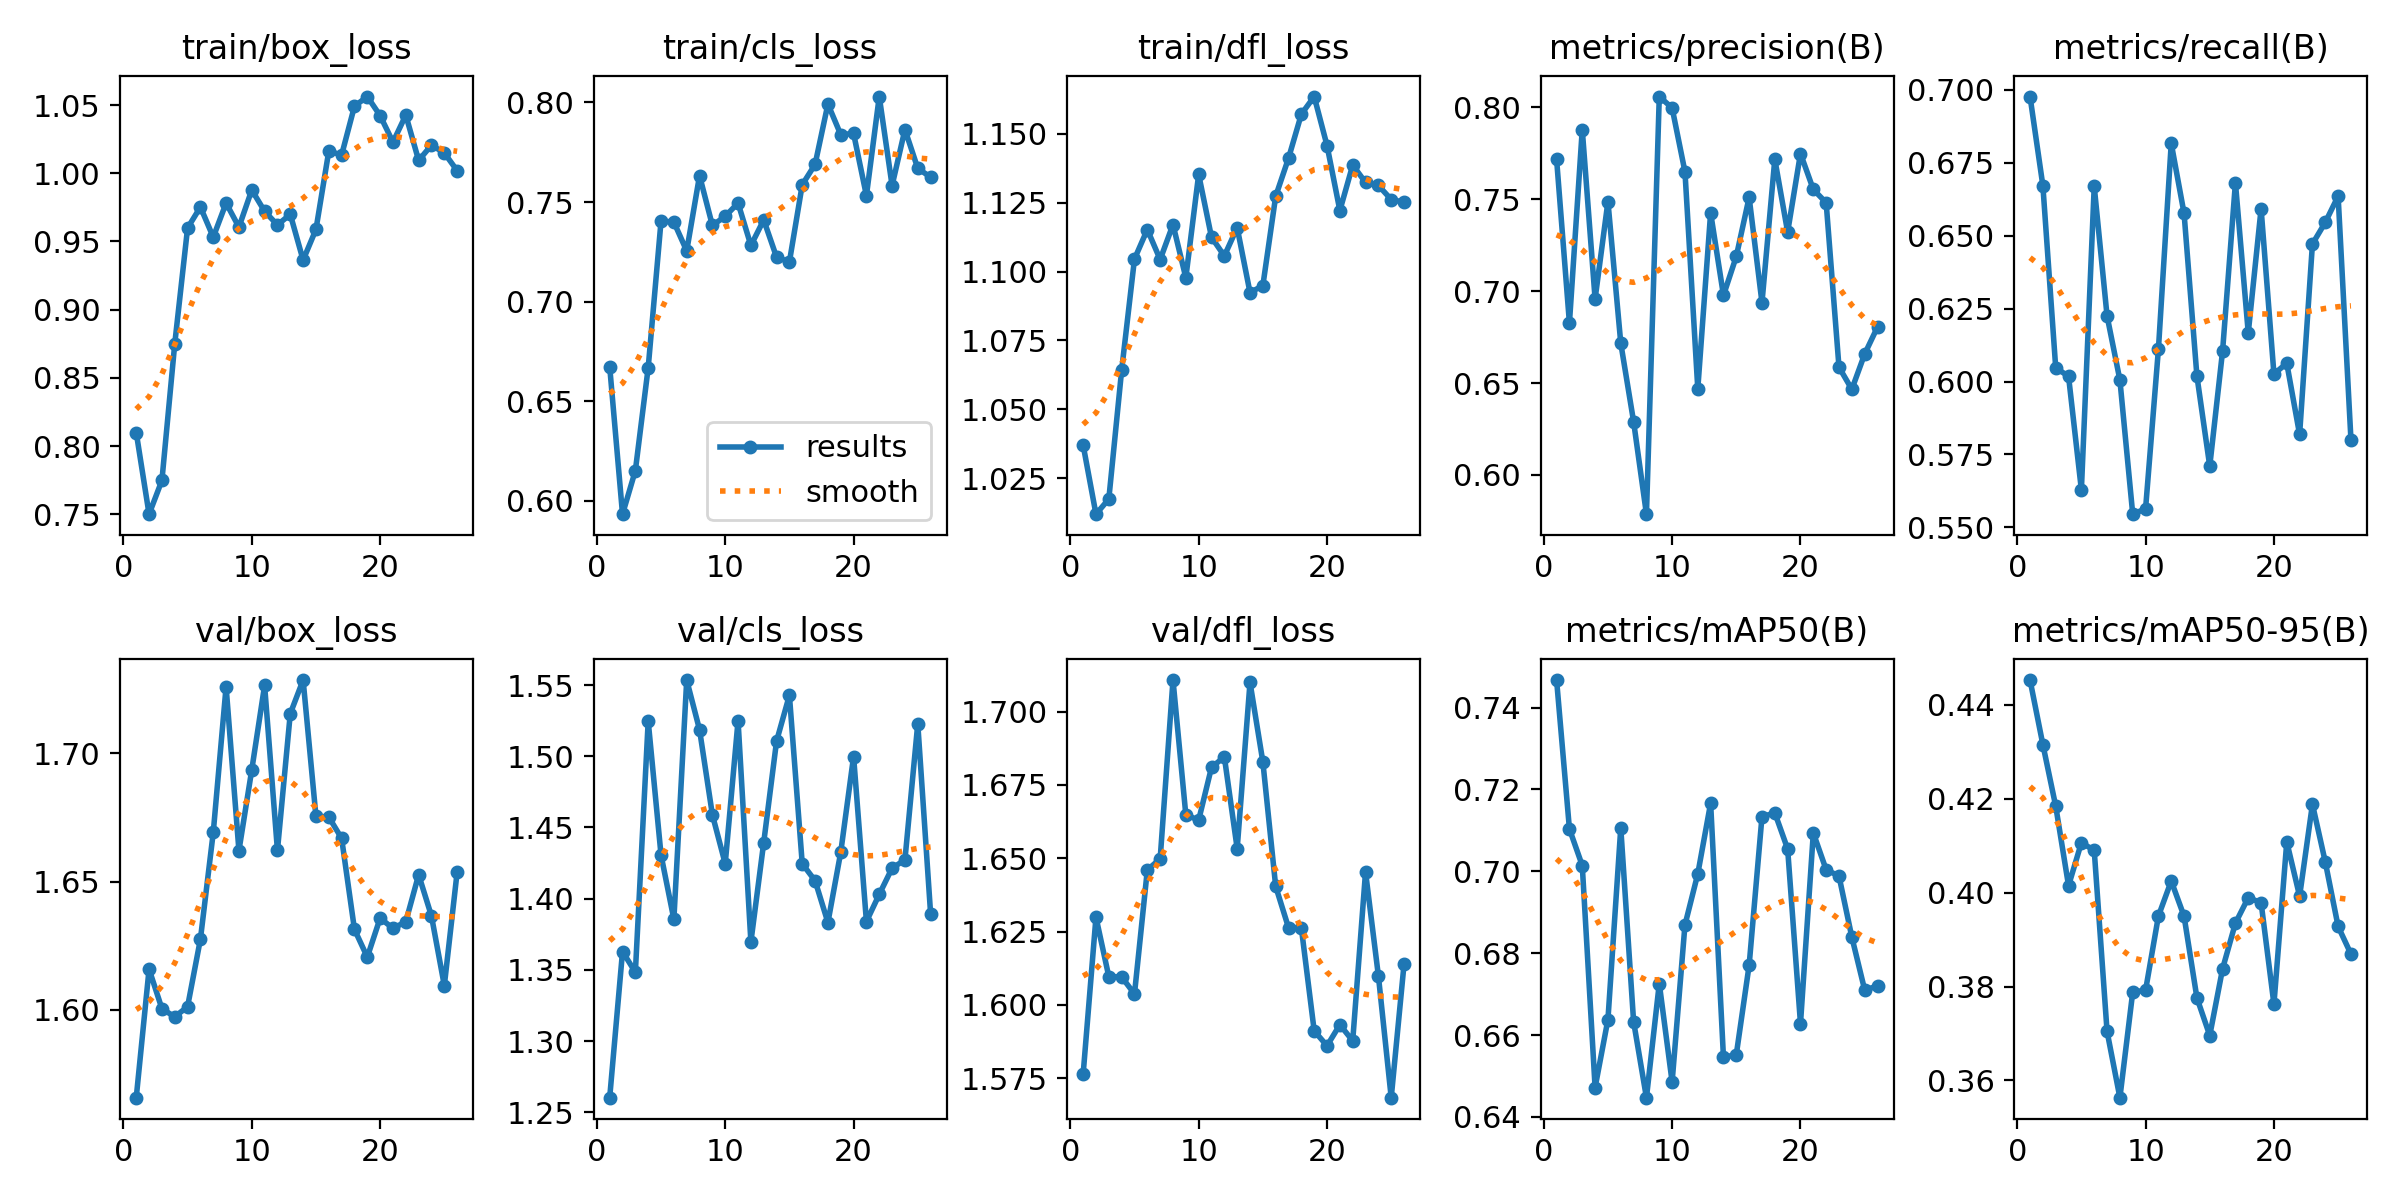 train/box_loss
1.05
1.00
0.95
0.90
0.85
0.80
0.75
0 10 20
train/cls_loss
0.80
0.75
0.70
0.65
0.60
results
smooth
0 10 20
train/dfl_loss
1.150
1.125
1.100
1.075
1.050
1.025
0 10 20
metrics/precision(B)
0.80
0.75
0.70
0.65
0.60
0 10 20
metrics/recall(B)
0.700
0.675
0.650
0.625
0.600
0.575
0.550
0 10 20
val/box_loss
1.70
1.65
1.60
0 10 20
val/cls_loss
1.55
1.50
1.45
1.40
1.35
1.30
1.25
0 10 20
val/dfl_loss
1.700
1.675
1.650
1.625
1.600
1.575
0 10 20
metrics/mAP50(B)
0.74
0.72
0.70
0.68
0.66
0.64
0 10 20
metrics/mAP50-95(B)
0.44
0.42
0.40
0.38
0.36
0 10 20